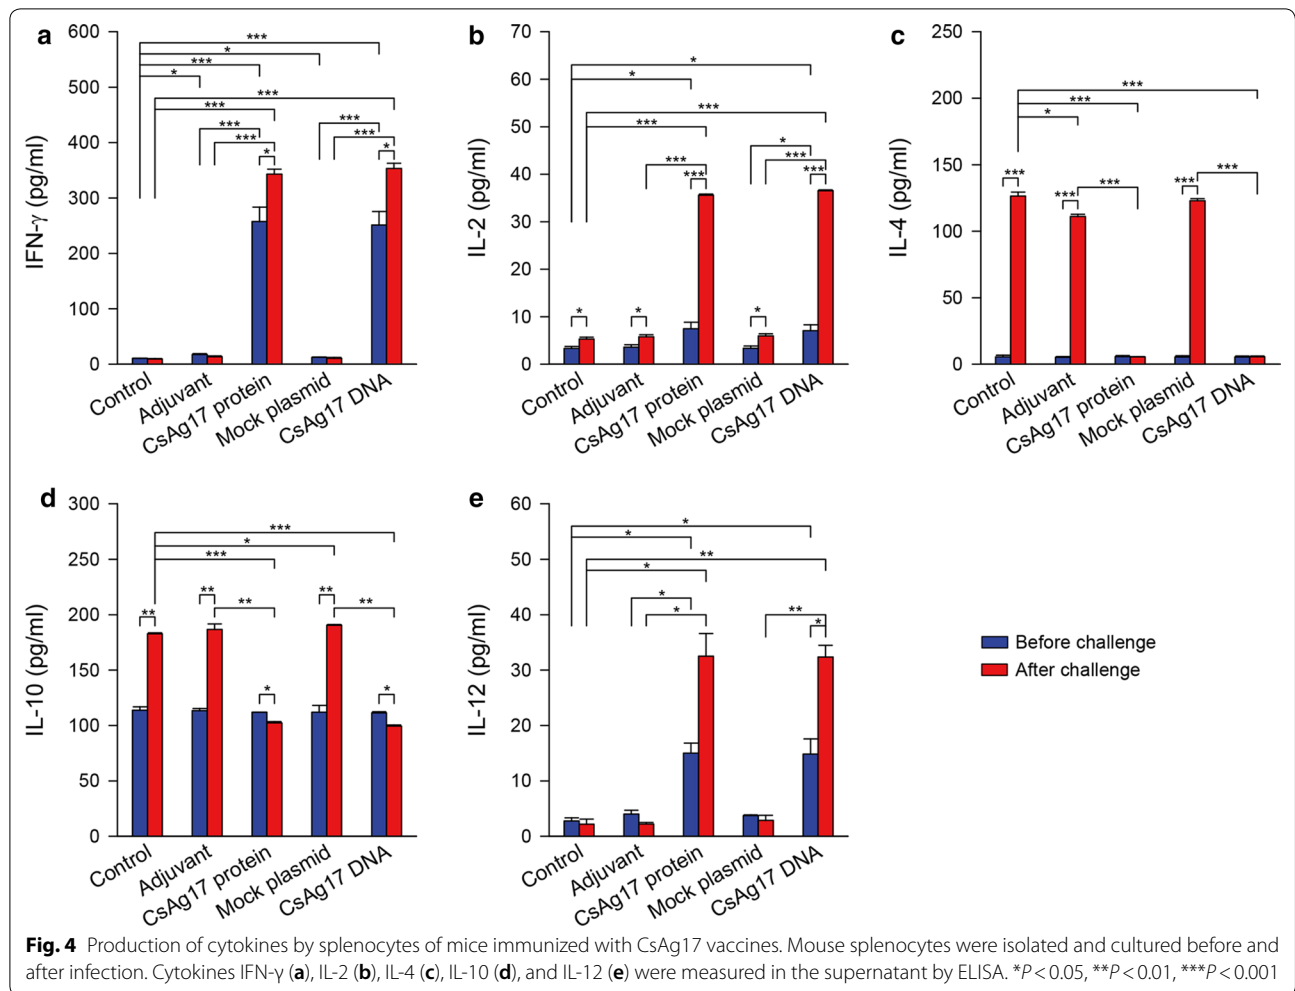 a
600
500
400
300
200
100
0
IFN-γ (pg/ml)
***
*
***
*
***
***
***
***
*
***
***
*
Control
Adjuvant
CsAg17 protein
Mock plasmid
CsAg17 DNA
b
70
60
50
40
30
20
10
0
IL-2 (pg/ml)
*
*
***
***
***
***
*
***
***
*
*
*
Control
Adjuvant
CsAg17 protein
Mock plasmid
CsAg17 DNA
c
250
200
150
100
50
0
IL-4 (pg/ml)
***
***
*
***
***
***
***
***
Control
Adjuvant
CsAg17 protein
Mock plasmid
CsAg17 DNA
d
300
250
200
150
100
50
0
IL-10 (pg/ml)
***
*
***
**
**
**
**
**
*
*
Control
Adjuvant
CsAg17 protein
Mock plasmid
CsAg17 DNA
e
60
50
40
30
20
10
0
IL-12 (pg/ml)
*
*
**
*
*
*
**
*
Control
Adjuvant
CsAg17 protein
Mock plasmid
CsAg17 DNA
Before challenge
After challenge
Fig. 4 Production of cytokines by splenocytes of mice immunized with CsAg17 vaccines. Mouse splenocytes were isolated and cultured before and
after infection. Cytokines IFN-γ (a), IL-2 (b), IL-4 (c), IL-10 (d), and IL-12 (e) were measured in the supernatant by ELISA. *P < 0.05, **P < 0.01, ***P < 0.001